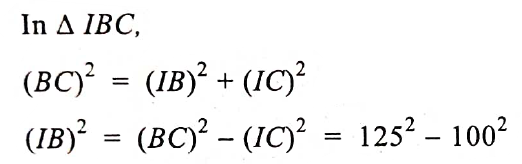 In Δ IBC,
(BC)² = (IB)² + (IC)²
(IB)² = (BC)² – (IC)² = 125² – 100²